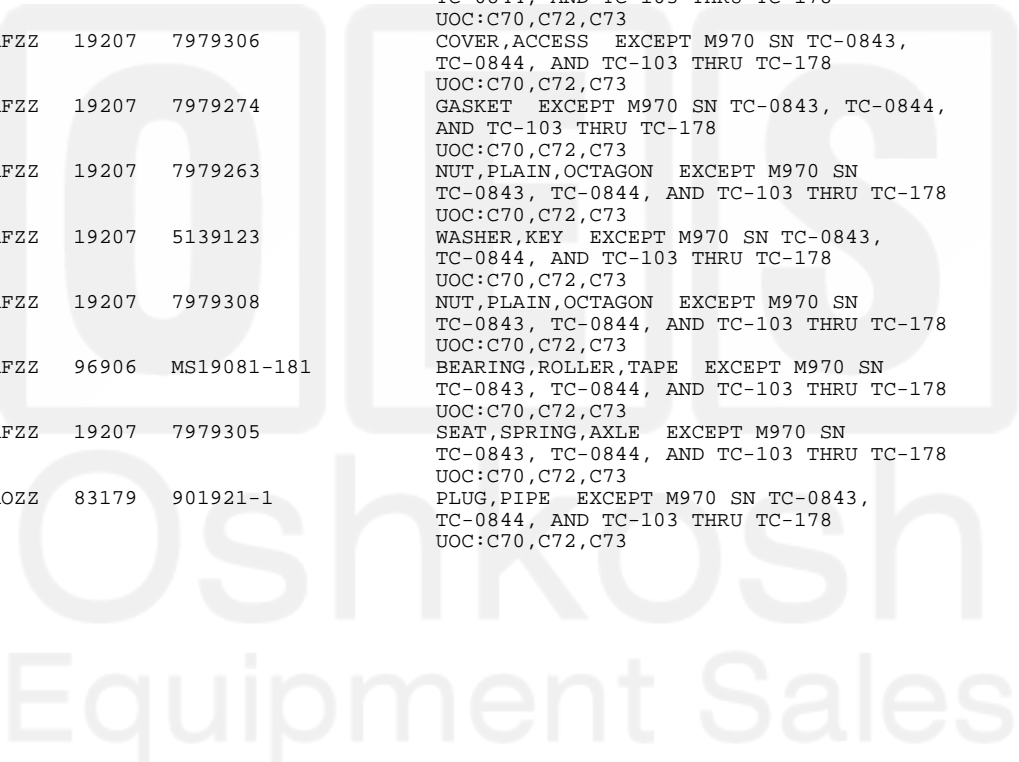 UOC:C70,C72,C73
FZZ 19207 7979306 COVER,ACCESS EXCEPT M970 SN TC-0843,
TC-0844, AND TC-103 THRU TC-178
UOC:C70,C72,C73
FZZ 19207 7979274 GASKET EXCEPT M970 SN TC-0843, TC-0844,
AND TC-103 THRU TC-178
UOC:C70,C72,C73
FZZ 19207 7979263 NUT,PLAIN,OCTAGON EXCEPT M970 SN
TC-0843, TC-0844, AND TC-103 THRU TC-178
UOC:C70,C72,C73
FZZ 19207 5139123 WASHER,KEY EXCEPT M970 SN TC-0843,
TC-0844, AND TC-103 THRU TC-178
UOC:C70,C72,C73
FZZ 19207 7979308 NUT,PLAIN,OCTAGON EXCEPT M970 SN
TC-0843, TC-0844, AND TC-103 THRU TC-178
UOC:C70,C72,C73
FZZ 96906 MS19081-181 BEARING,ROLLER,TAPE EXCEPT M970 SN
TC-0843, TC-0844, AND TC-103 THRU TC-178
UOC:C70,C72,C73
FZZ 19207 7979305 SEAT,SPRING,AXLE EXCEPT M970 SN
TC-0843, TC-0844, AND TC-103 THRU TC-178
UOC:C70,C72,C73
OZZ 83179 901921-1 PLUG,PIPE EXCEPT M970 SN TC-0843,
TC-0844, AND TC-103 THRU TC-178
UOC:C70,C72,C73
OES
Oshkosh
Equipment Sales